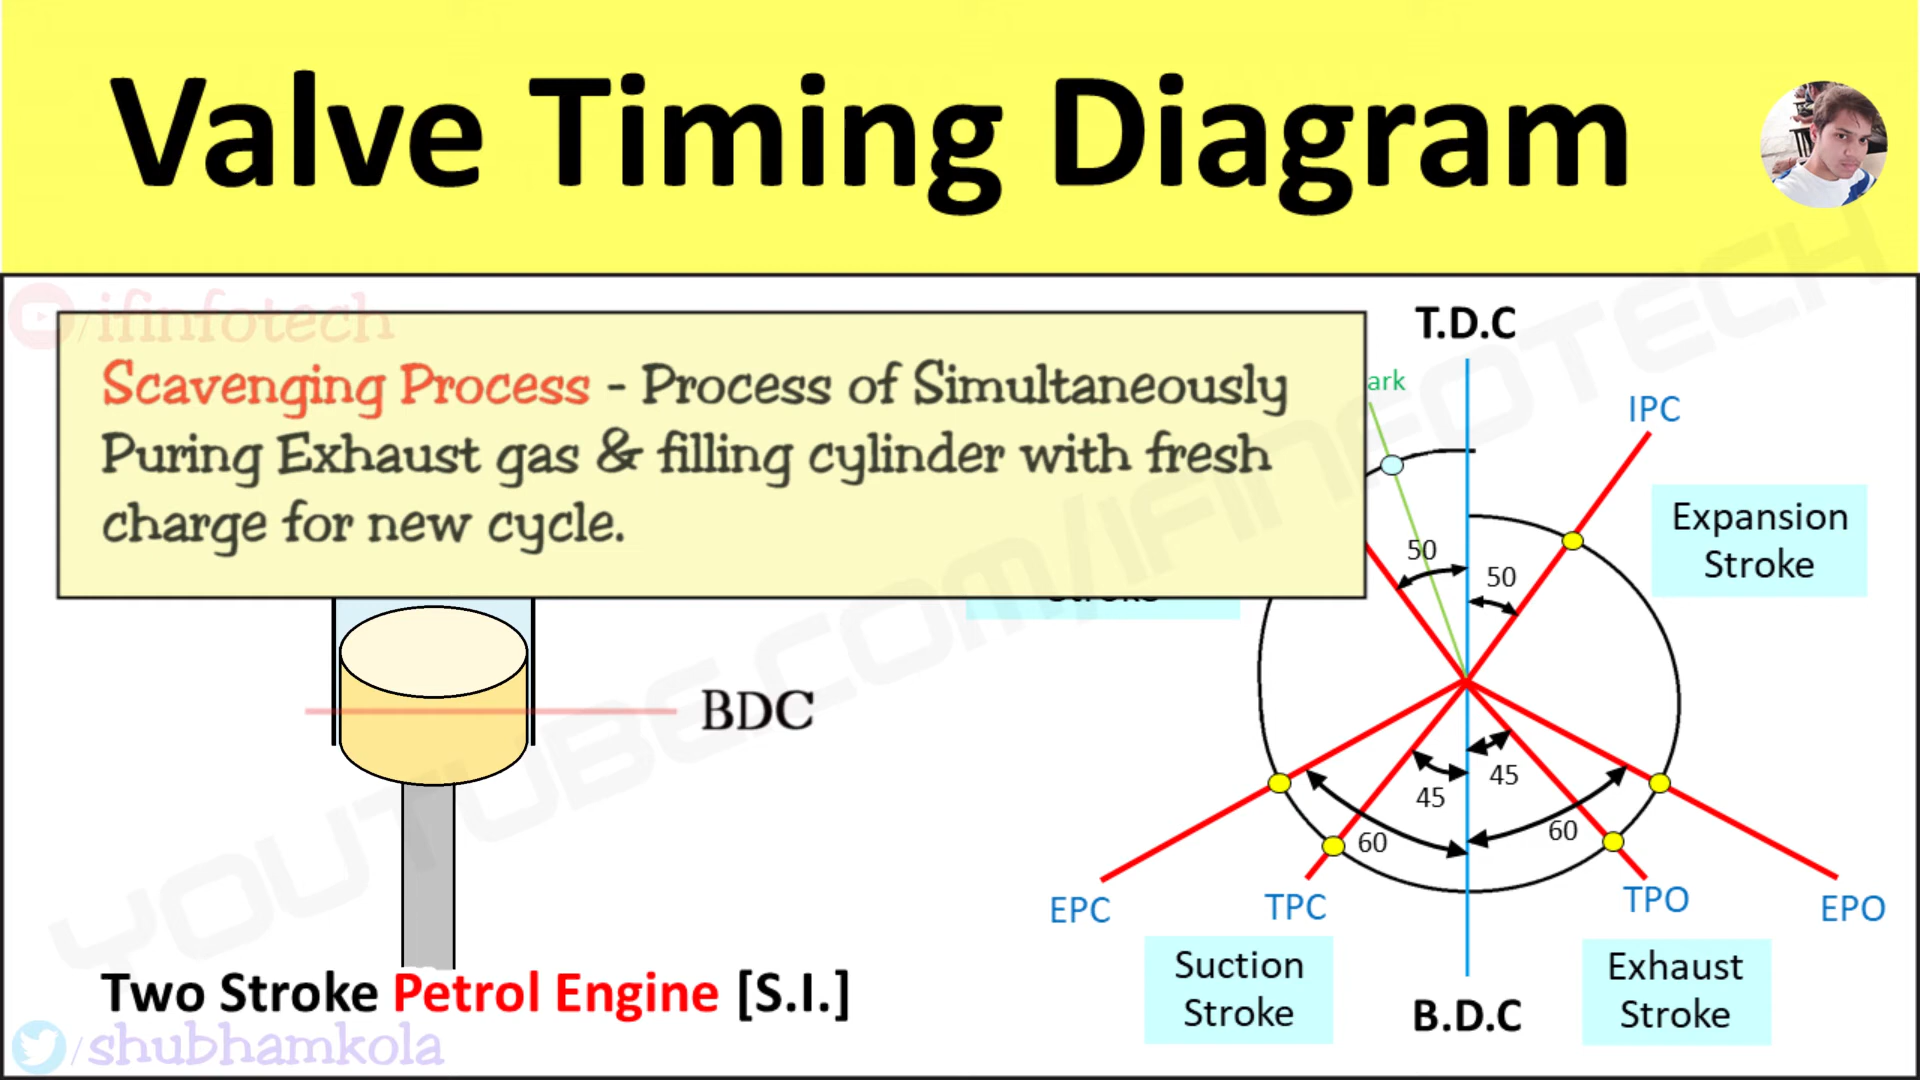 Valve Timing Diagram
/ifinfotech
T.D.C
Scavenging Process - Process of Simultaneously
Puring Exhaust gas & filling cylinder with fresh
charge for new cycle.
ark
IPC
Expansion
Stroke
50
50
BDC
45
45
60
60
EPC
TPC
TPO
EPO
Suction
Stroke
Exhaust
Stroke
B.D.C
Two Stroke Petrol Engine [S.I.]
/shubhamkola
YOUTUBE.COM/IFINFOTECH